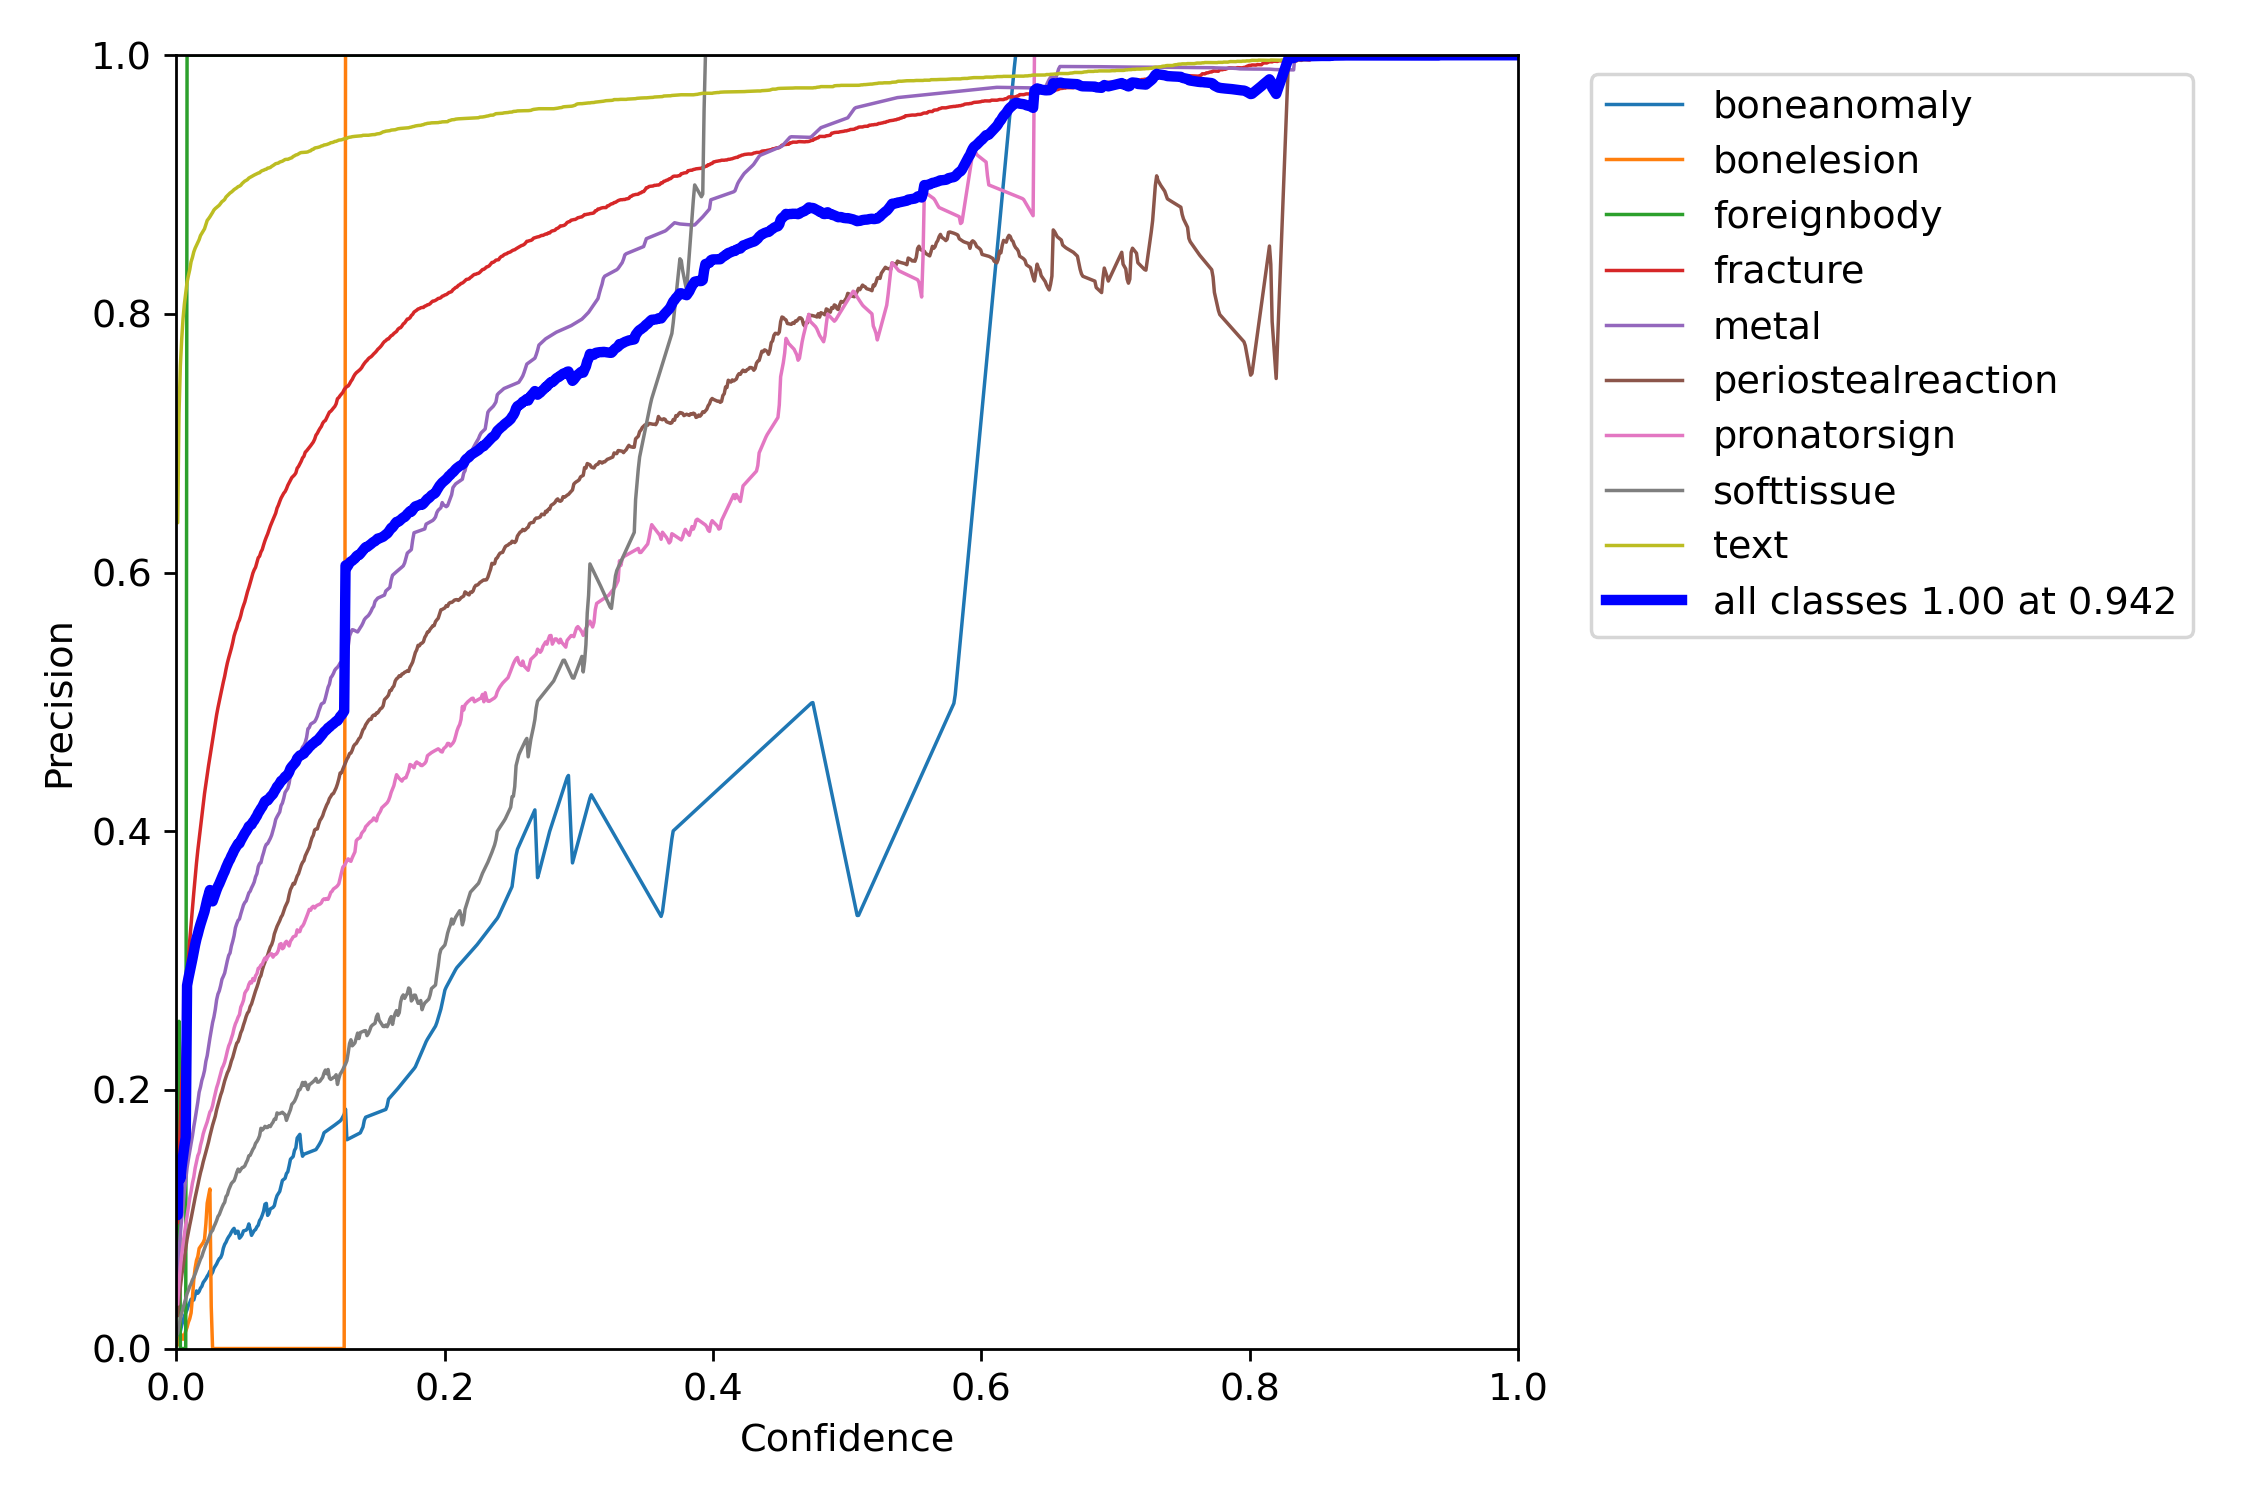 1.0
0.8
0.6
0.4
0.2
0.0
Precision
0.0 0.2 0.4 0.6 0.8 1.0
Confidence
boneanomaly
bonelesion
foreignbody
fracture
metal
periostealreaction
pronatorsign
softtissue
text
all classes 1.00 at 0.942